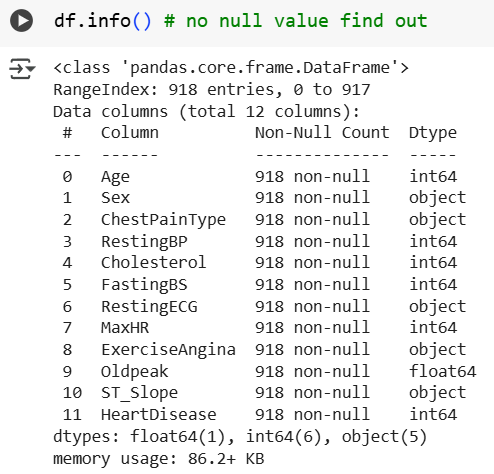 df.info() # no null value find out
<class 'pandas.core.frame.DataFrame'>
RangeIndex: 918 entries, 0 to 917
Data columns (total 12 columns):
 #   Column          Non-Null Count  Dtype
---  ------          --------------  -----
 0   Age             918 non-null    int64
 1   Sex             918 non-null    object
 2   ChestPainType   918 non-null    object
 3   RestingBP       918 non-null    int64
 4   Cholesterol     918 non-null    int64
 5   FastingBS       918 non-null    int64
 6   RestingECG      918 non-null    object
 7   MaxHR           918 non-null    int64
 8   ExerciseAngina  918 non-null    object
 9   Oldpeak         918 non-null    float64
 10  ST_Slope        918 non-null    object
 11  HeartDisease    918 non-null    int64
dtypes: float64(1), int64(6), object(5)
memory usage: 86.2+ KB